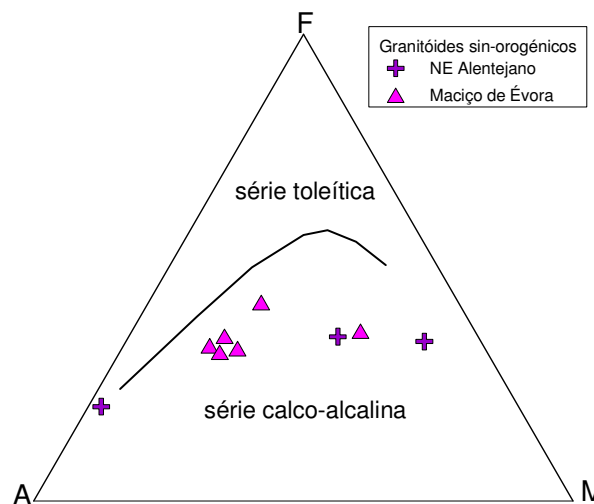 F
Granitóides sin-orogénicos
NE Alentejano
Maciço de Évora
série toleítica
série calco-alcalina
A
M